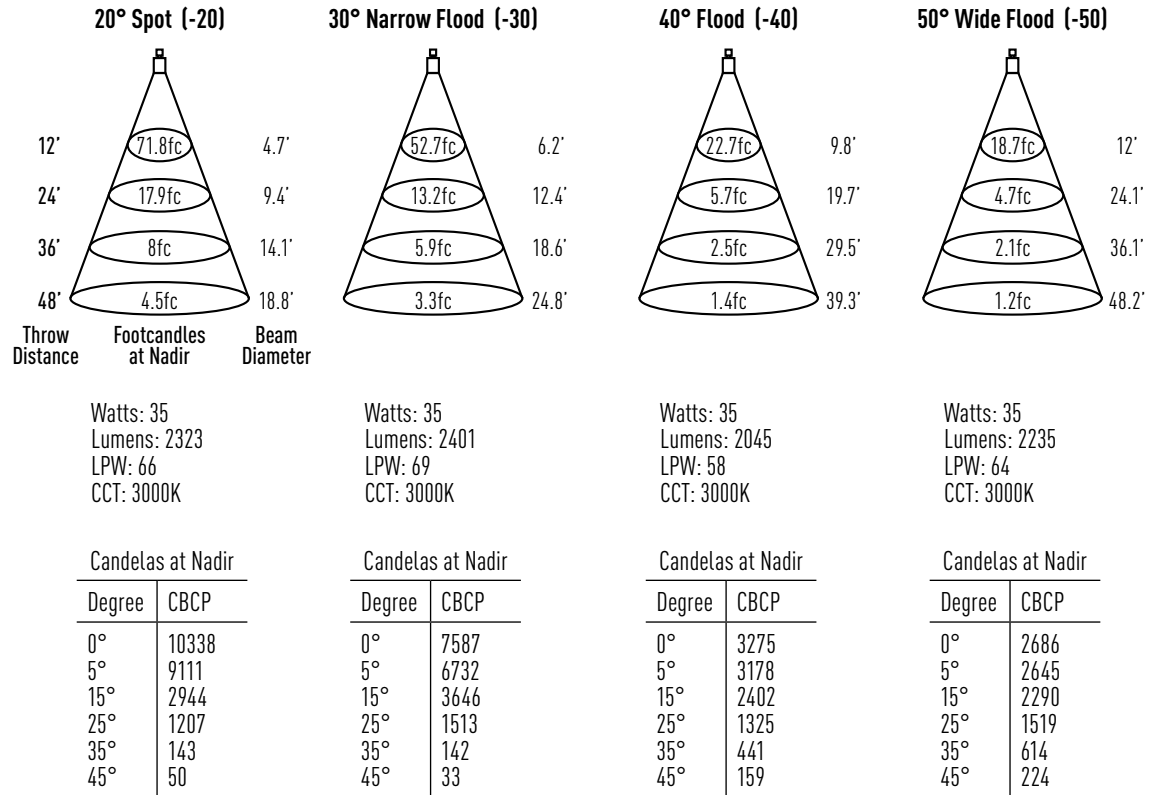 20° Spot (-20) 30° Narrow Flood (-30) 40° Flood (-40) 50° Wide Flood (-50)
12' 71.8fc 4.7' 52.7fc 6.2' 22.7fc 9.8' 18.7fc 12'
24' 17.9fc 9.4' 13.2fc 12.4' 5.7fc 19.7' 4.7fc 24.1'
36' 8fc 14.1' 5.9fc 18.6' 2.5fc 29.5' 2.1fc 36.1'
48' 4.5fc 18.8' 3.3fc 24.8' 1.4fc 39.3' 1.2fc 48.2'
Throw Footcandles Beam
Distance at Nadir Diameter
Watts: 35 Watts: 35 Watts: 35 Watts: 35
Lumens: 2323 Lumens: 2401 Lumens: 2045 Lumens: 2235
LPW: 66 LPW: 69 LPW: 58 LPW: 64
CCT: 3000K CCT: 3000K CCT: 3000K CCT: 3000K
Candelas at Nadir Candelas at Nadir Candelas at Nadir Candelas at Nadir
Degree CBCP Degree CBCP Degree CBCP Degree CBCP
0° 10338 0° 7587 0° 3275 0° 2686
5° 9111 5° 6732 5° 3178 5° 2645
15° 2944 15° 3646 15° 2402 15° 2290
25° 1207 25° 1513 25° 1325 25° 1519
35° 143 35° 142 35° 441 35° 614
45° 50 45° 33 45° 159 45° 224